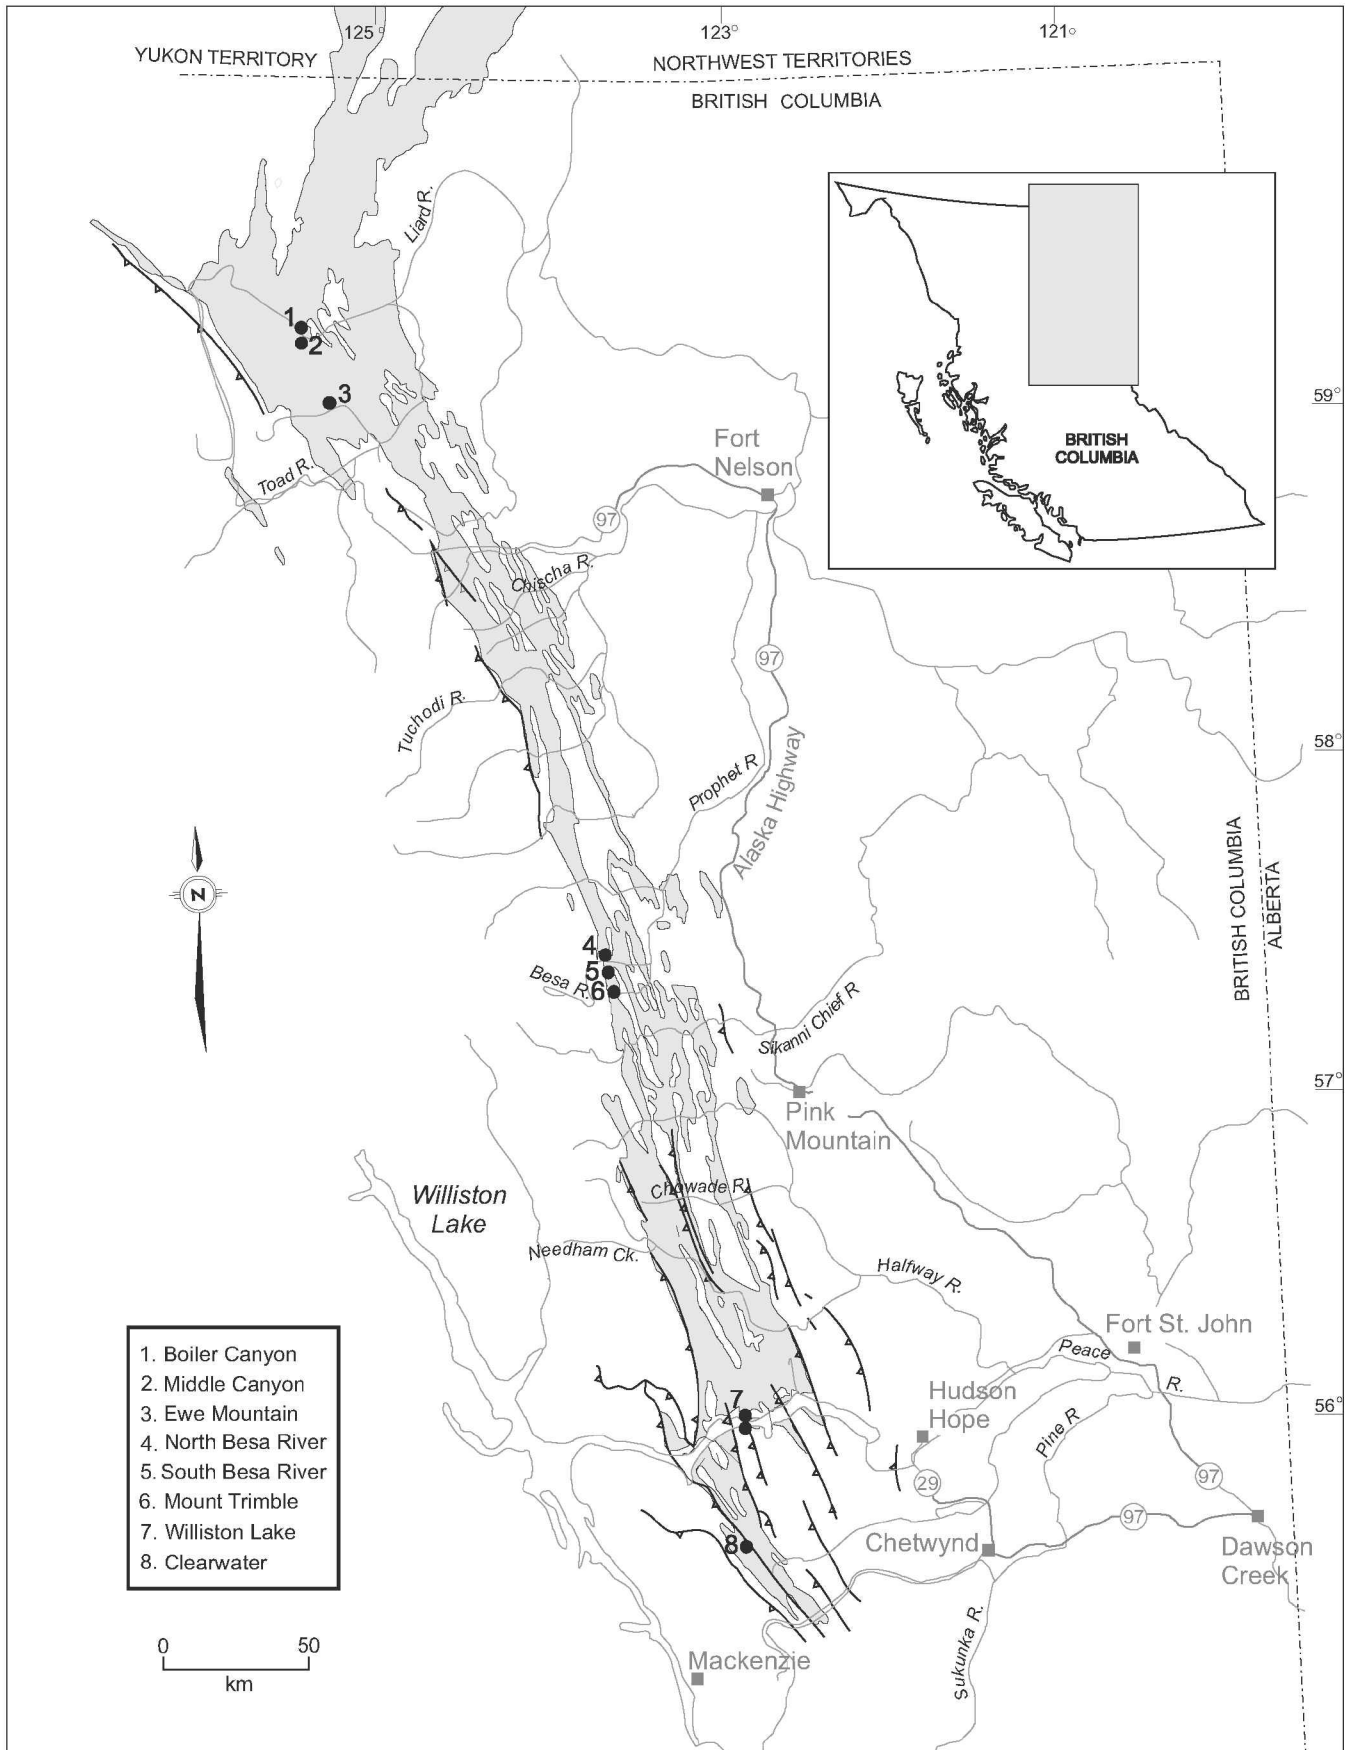 125°
123°
121°
YUKON TERRITORY
NORTHWEST TERRITORIES
BRITISH COLUMBIA
Liard R.
BRITISH
COLUMBIA
1
2
3
59°
Fort
Nelson
Toad R.
97
Chischa R.
97
Tuchodi R.
58°
Prophet R
Alaska Highway
BRITISH COLUMBIA
ALBERTA
N
4
5
Besa R.
6
Sikanni Chief R
57°
Pink
Mountain
Williston
Lake
Chowade R.
Needham Ck.
Halfway R.
Fort St. John
Peace
R.
Hudson
Hope
7
56°
Pine R
29
97
97
Chetwynd
8
Dawson
Creek
Sukunka R.
Mackenzie
1. Boiler Canyon
2. Middle Canyon
3. Ewe Mountain
4. North Besa River
5. South Besa River
6. Mount Trimble
7. Williston Lake
8. Clearwater
0 50
km